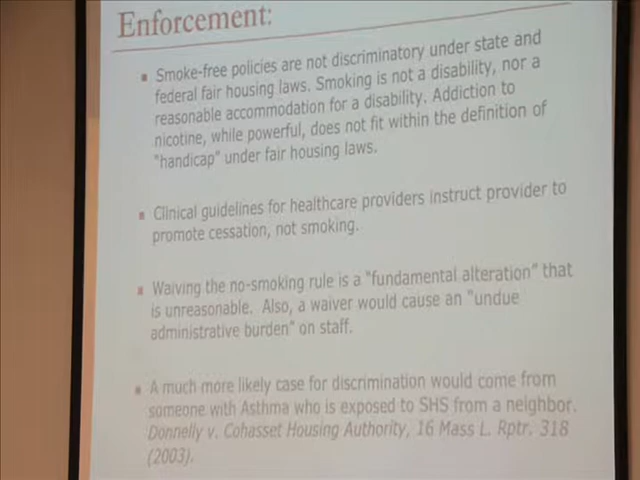 Enforcement:
▪ Smoke-free policies are not discriminatory under state and
federal fair housing laws. Smoking is not a disability, nor a
reasonable accommodation for a disability. Addiction to
nicotine, while powerful, does not fit within the definition of
"handicap" under fair housing laws.
▪ Clinical guidelines for healthcare providers instruct provider to
promote cessation, not smoking.
▪ Waiving the no-smoking rule is a "fundamental alteration" that
is unreasonable. Also, a waiver would cause an "undue
administrative burden" on staff.
▪ A much more likely case for discrimination would come from
someone with Asthma who is exposed to SHS from a neighbor.
Donnelly v. Cohasset Housing Authority, 16 Mass L. Rptr. 318
(2003).